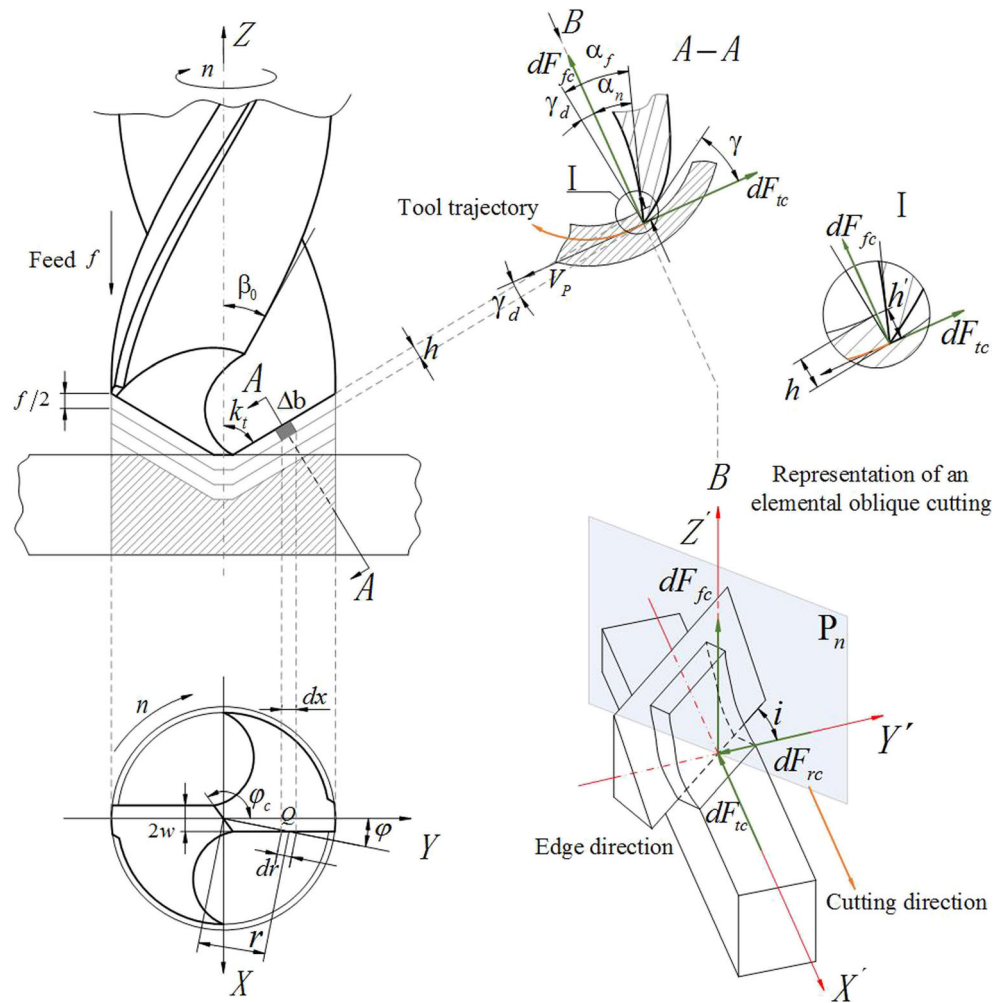 Z
n
Feed f
β₀
f/2
A
Δb
k_t
h
A
B
A–A
dF_fc
α_f
α_n
γ_d
γ
I
dF_tc
Tool trajectory
V_P
γ_d
I
dF_fc
h'
dF_tc
h
Representation of an
elemental oblique cutting
B
Z'
dF_fc
P_n
i
Y'
dF_rc
dF_tc
Edge direction
Cutting direction
X'
n
dx
φ_c
Q
2w
φ
Y
dr
r
X